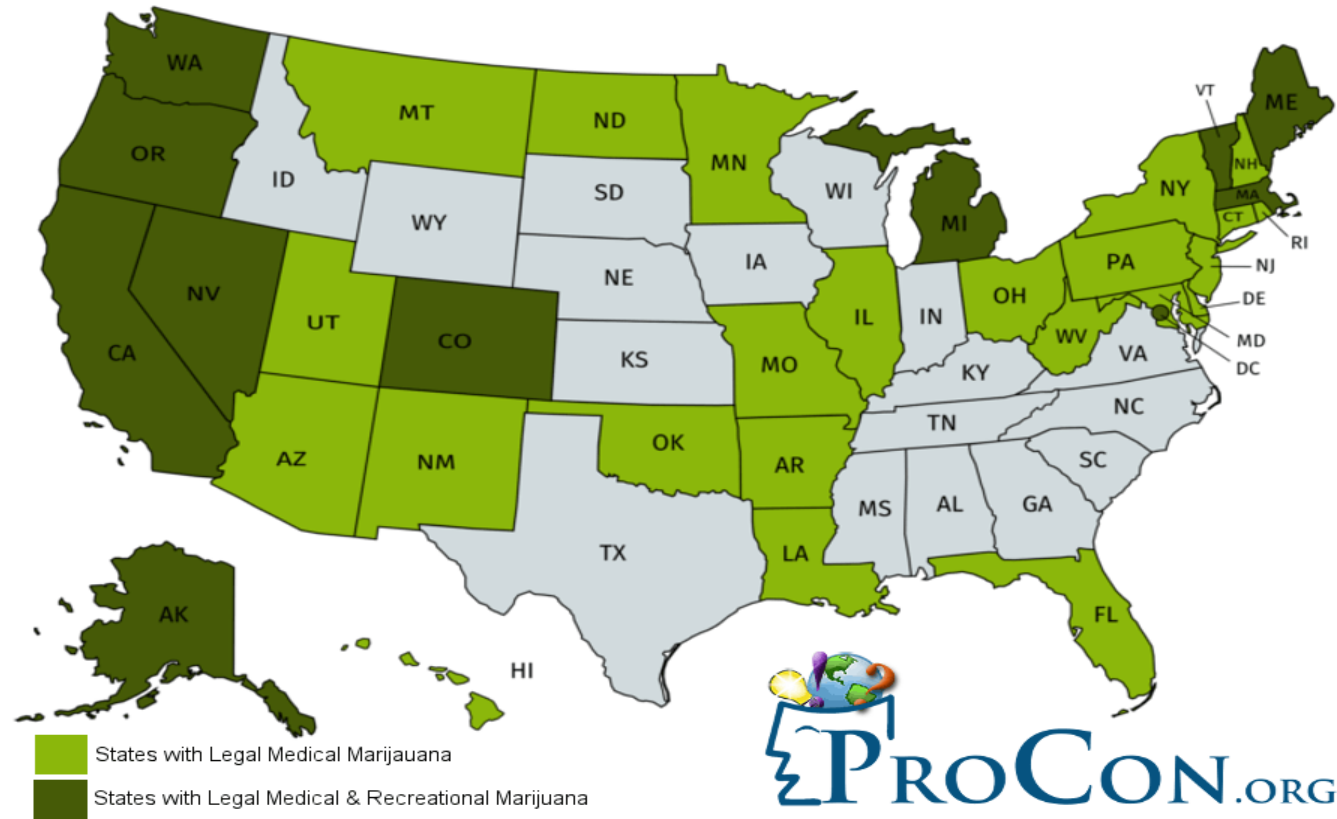 WA
MT
ND
MN
OR
ID
SD
WI
WY
MI
VT
ME
NH
NY
MA
CT
RI
NV
UT
CO
NE
IA
IL
IN
OH
PA
NJ
DE
MD
DC
CA
KS
MO
KY
WV
VA
AZ
NM
OK
AR
TN
NC
SC
TX
LA
MS
AL
GA
FL
AK
HI
States with Legal Medical Marijauana
States with Legal Medical & Recreational Marijuana
PROCON.ORG